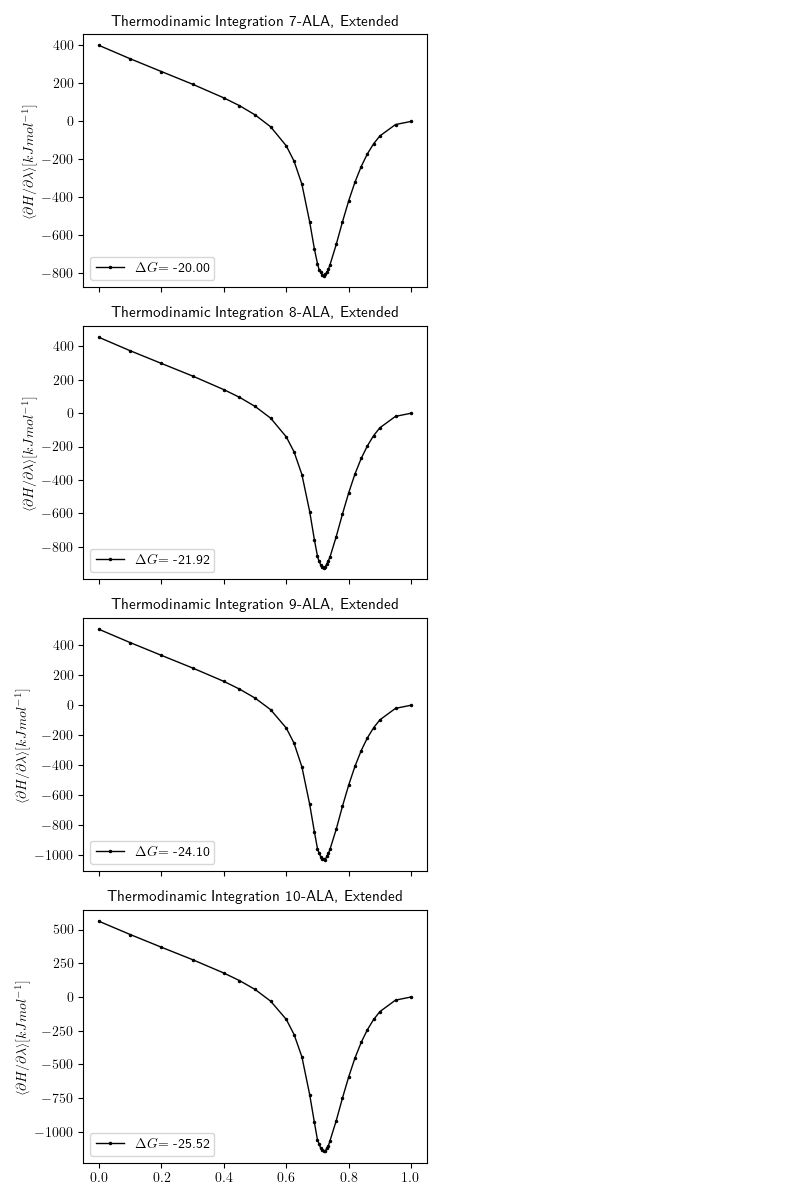 Thermodinamic Integration 7-ALA, Extended
400
200
0
−200
−400
−600
−800
⟨∂H/∂λ⟩[kJmol⁻¹]
ΔG= -20.00
Thermodinamic Integration 8-ALA, Extended
400
200
0
−200
−400
−600
−800
⟨∂H/∂λ⟩[kJmol⁻¹]
ΔG= -21.92
Thermodinamic Integration 9-ALA, Extended
400
200
0
−200
−400
−600
−800
−1000
⟨∂H/∂λ⟩[kJmol⁻¹]
ΔG= -24.10
Thermodinamic Integration 10-ALA, Extended
500
250
0
−250
−500
−750
−1000
⟨∂H/∂λ⟩[kJmol⁻¹]
ΔG= -25.52
0.0 0.2 0.4 0.6 0.8 1.0